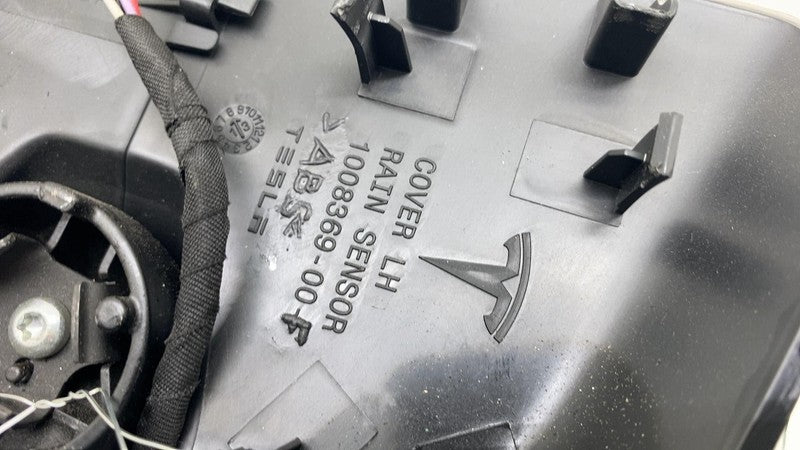 COVER LH
RAIN SENSOR
1008369-00-F
>ABS<
TESLA